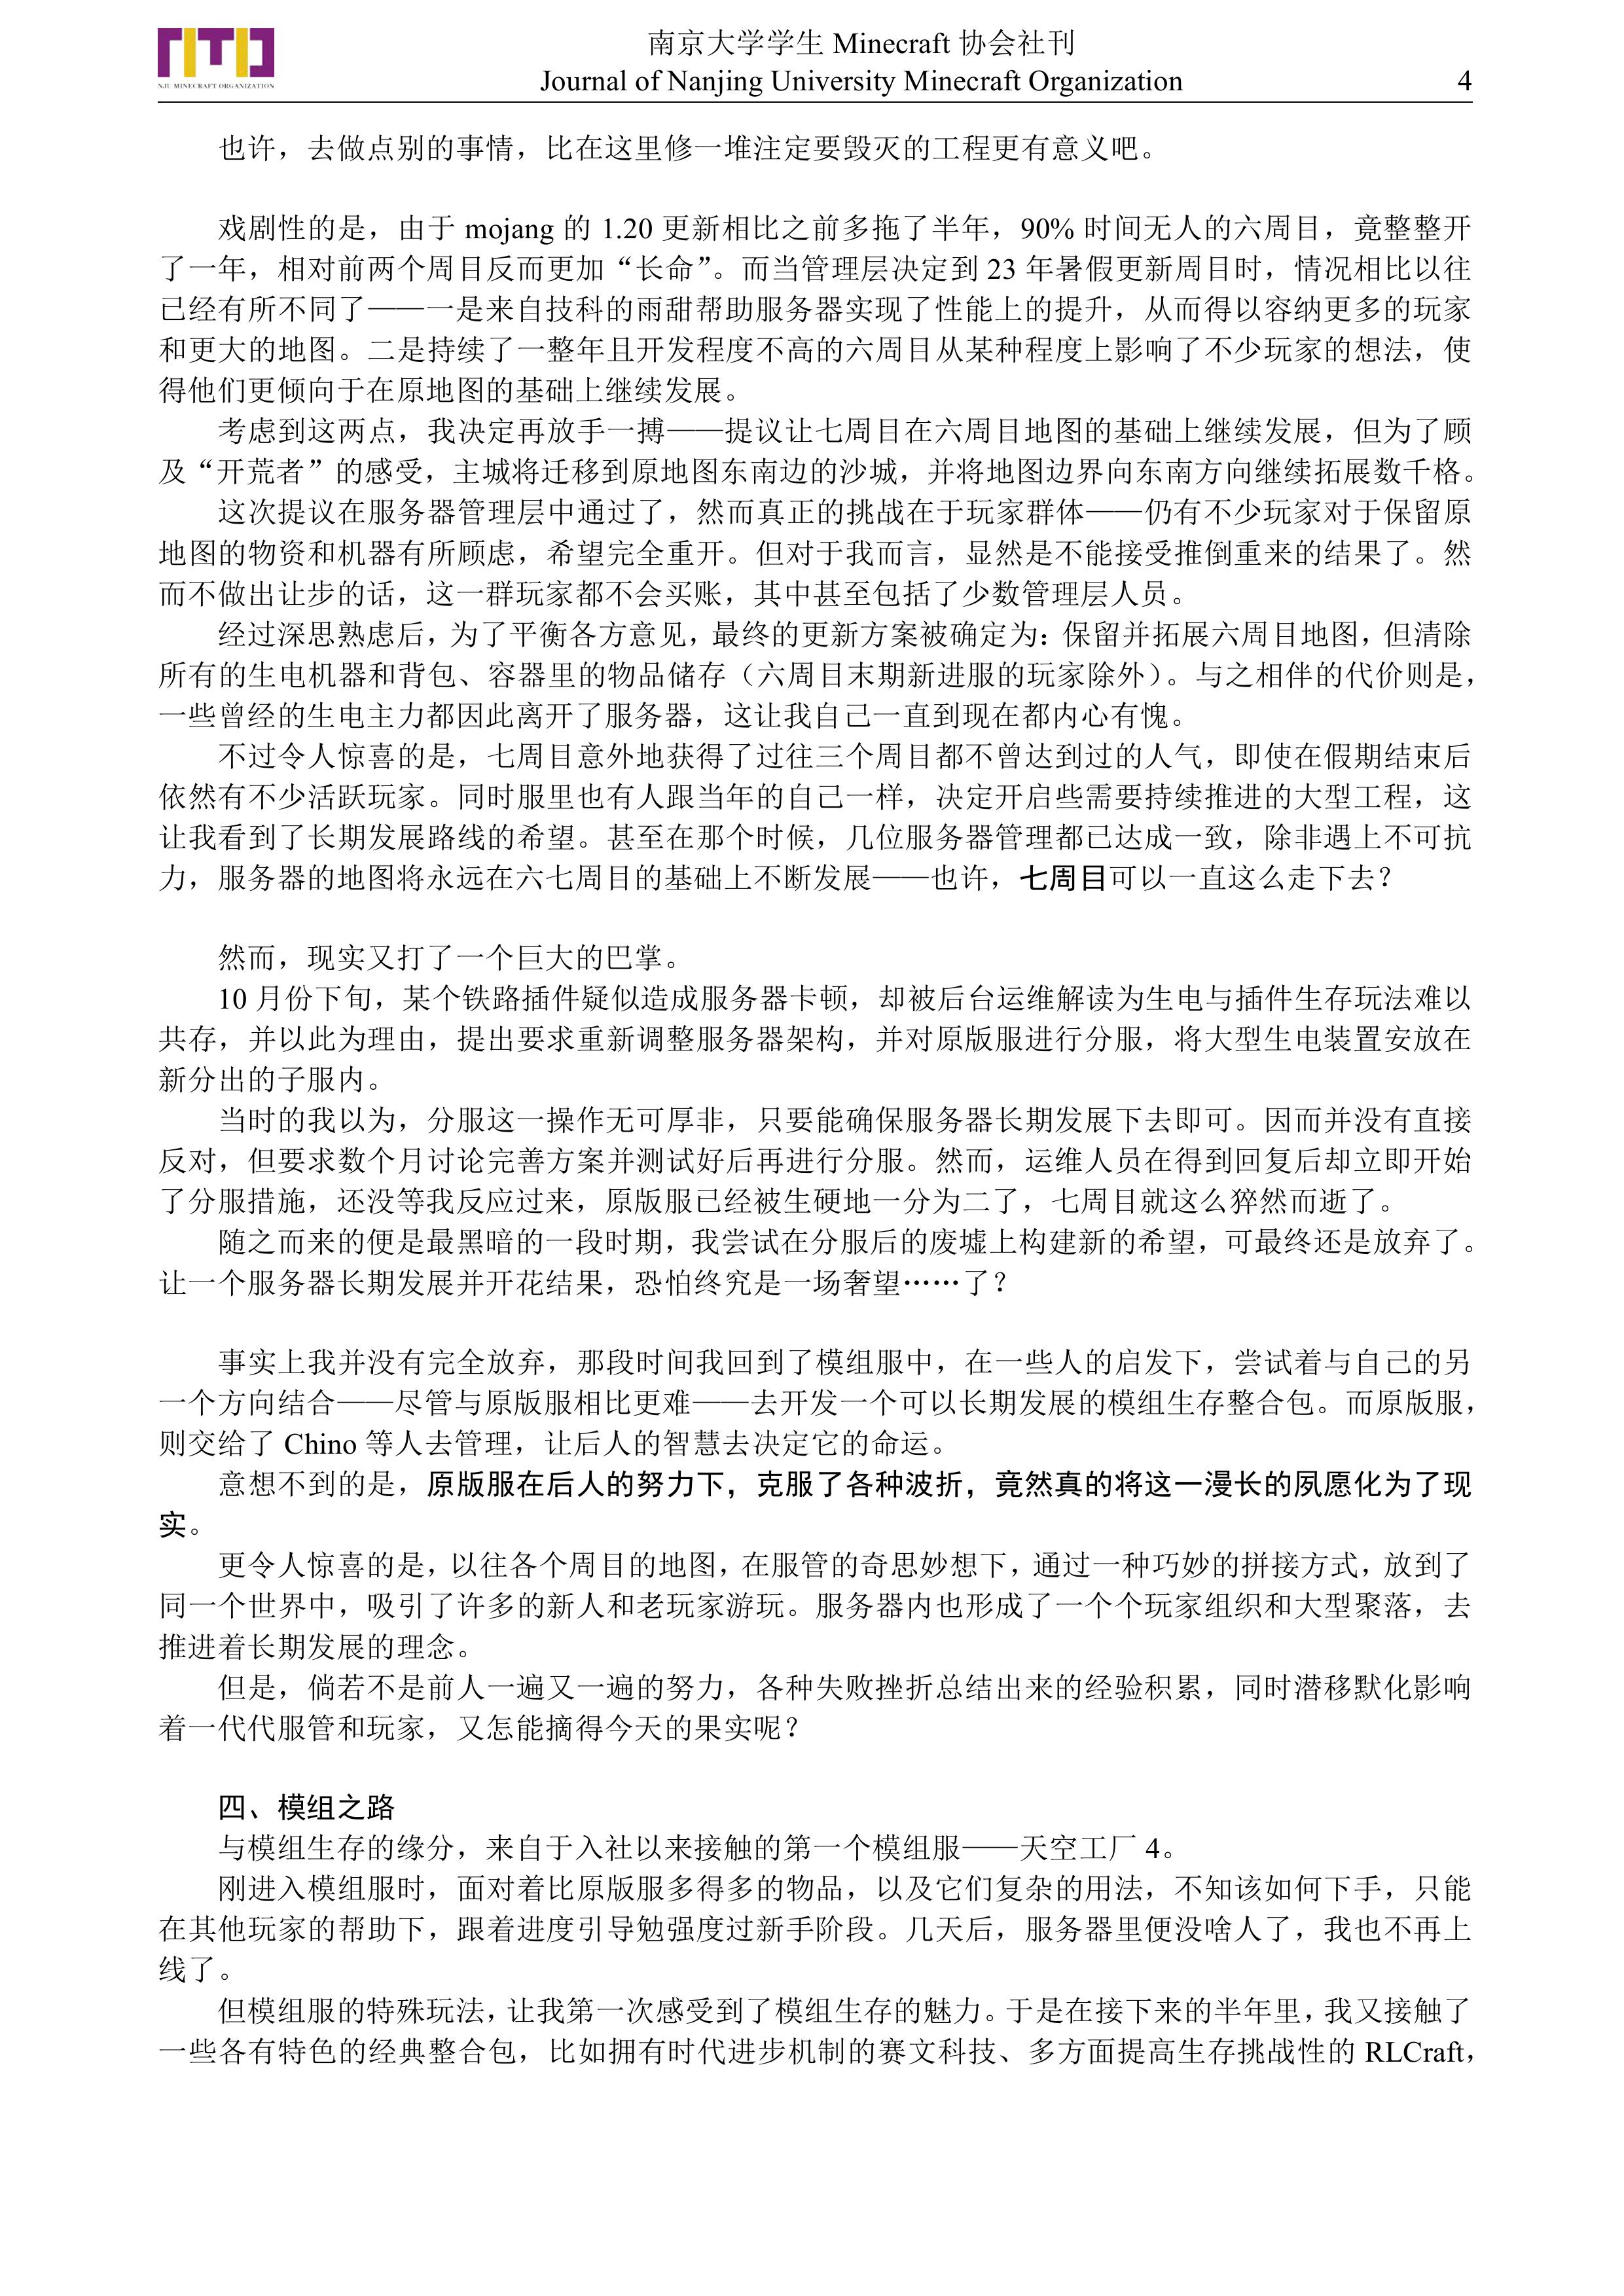 NJU MINECRAFT ORGANIZATION
南京大学学生 Minecraft 协会社刊
Journal of Nanjing University Minecraft Organization
4
也许，去做点别的事情，比在这里修一堆注定要毁灭的工程更有意义吧。
戏剧性的是，由于 mojang 的 1.20 更新相比之前多拖了半年，90% 时间无人的六周目，竟整整开
了一年，相对前两个周目反而更加“长命”。而当管理层决定到 23 年暑假更新周目时，情况相比以往
已经有所不同了——一是来自技科的雨甜帮助服务器实现了性能上的提升，从而得以容纳更多的玩家
和更大的地图。二是持续了一整年且开发程度不高的六周目从某种程度上影响了不少玩家的想法，使
得他们更倾向于在原地图的基础上继续发展。
考虑到这两点，我决定再放手一搏——提议让七周目在六周目地图的基础上继续发展，但为了顾
及“开荒者”的感受，主城将迁移到原地图东南边的沙城，并将地图边界向东南方向继续拓展数千格。
这次提议在服务器管理层中通过了，然而真正的挑战在于玩家群体——仍有不少玩家对于保留原
地图的物资和机器有所顾虑，希望完全重开。但对于我而言，显然是不能接受推倒重来的结果了。然
而不做出让步的话，这一群玩家都不会买账，其中甚至包括了少数管理层人员。
经过深思熟虑后，为了平衡各方意见，最终的更新方案被确定为：保留并拓展六周目地图，但清除
所有的生电机器和背包、容器里的物品储存（六周目末期新进服的玩家除外）。与之相伴的代价则是，
一些曾经的生电主力都因此离开了服务器，这让我自己一直到现在都内心有愧。
不过令人惊喜的是，七周目意外地获得了过往三个周目都不曾达到过的人气，即使在假期结束后
依然有不少活跃玩家。同时服里也有人跟当年的自己一样，决定开启些需要持续推进的大型工程，这
让我看到了长期发展路线的希望。甚至在那个时候，几位服务器管理都已达成一致，除非遇上不可抗
力，服务器的地图将永远在六七周目的基础上不断发展——也许，七周目可以一直这么走下去？
然而，现实又打了一个巨大的巴掌。
10 月份下旬，某个铁路插件疑似造成服务器卡顿，却被后台运维解读为生电与插件生存玩法难以
共存，并以此为理由，提出要求重新调整服务器架构，并对原版服进行分服，将大型生电装置安放在
新分出的子服内。
当时的我以为，分服这一操作无可厚非，只要能确保服务器长期发展下去即可。因而并没有直接
反对，但要求数个月讨论完善方案并测试好后再进行分服。然而，运维人员在得到回复后却立即开始
了分服措施，还没等我反应过来，原版服已经被生硬地一分为二了，七周目就这么猝然而逝了。
随之而来的便是最黑暗的一段时期，我尝试在分服后的废墟上构建新的希望，可最终还是放弃了。
让一个服务器长期发展并开花结果，恐怕终究是一场奢望……了？
事实上我并没有完全放弃，那段时间我回到了模组服中，在一些人的启发下，尝试着与自己的另
一个方向结合——尽管与原版服相比更难——去开发一个可以长期发展的模组生存整合包。而原版服，
则交给了 Chino 等人去管理，让后人的智慧去决定它的命运。
意想不到的是，原版服在后人的努力下，克服了各种波折，竟然真的将这一漫长的夙愿化为了现
实。
更令人惊喜的是，以往各个周目的地图，在服管的奇思妙想下，通过一种巧妙的拼接方式，放到了
同一个世界中，吸引了许多的新人和老玩家游玩。服务器内也形成了一个个玩家组织和大型聚落，去
推进着长期发展的理念。
但是，倘若不是前人一遍又一遍的努力，各种失败挫折总结出来的经验积累，同时潜移默化影响
着一代代服管和玩家，又怎能摘得今天的果实呢？
四、模组之路
与模组生存的缘分，来自于入社以来接触的第一个模组服——天空工厂 4。
刚进入模组服时，面对着比原版服多得多的物品，以及它们复杂的用法，不知该如何下手，只能
在其他玩家的帮助下，跟着进度引导勉强度过新手阶段。几天后，服务器里便没啥人了，我也不再上
线了。
但模组服的特殊玩法，让我第一次感受到了模组生存的魅力。于是在接下来的半年里，我又接触了
一些各有特色的经典整合包，比如拥有时代进步机制的赛文科技、多方面提高生存挑战性的 RLCraft，